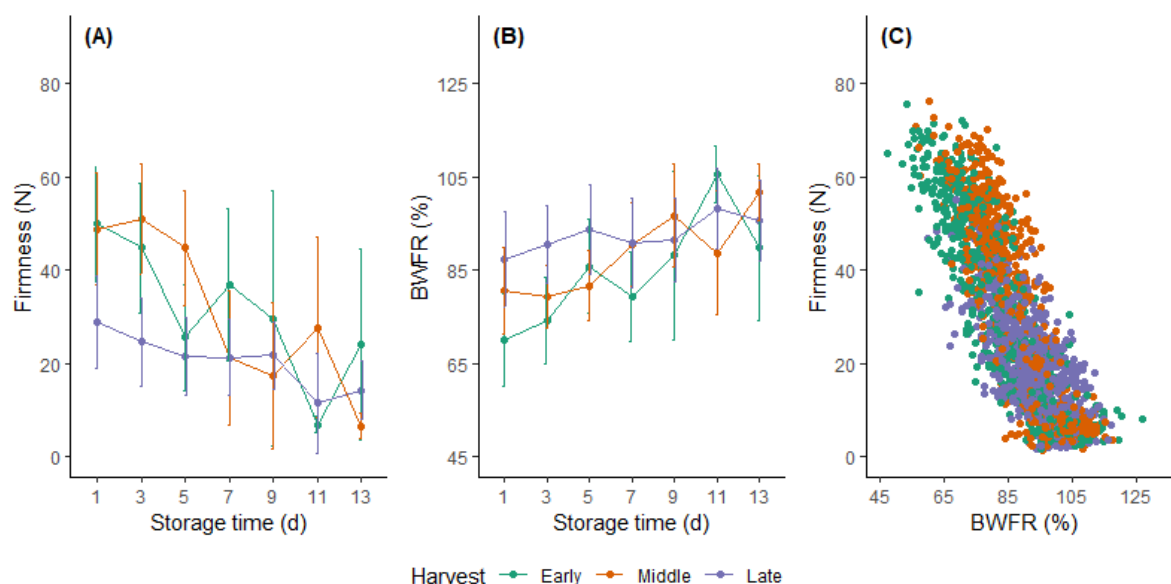 (A)
Firmness (N)
80
60
40
20
0
1 3 5 7 9 11 13
Storage time (d)
(B)
BWFR (%)
125
105
85
65
45
1 3 5 7 9 11 13
Storage time (d)
(C)
Firmness (N)
80
60
40
20
0
45 65 85 105 125
BWFR (%)
Harvest Early Middle Late